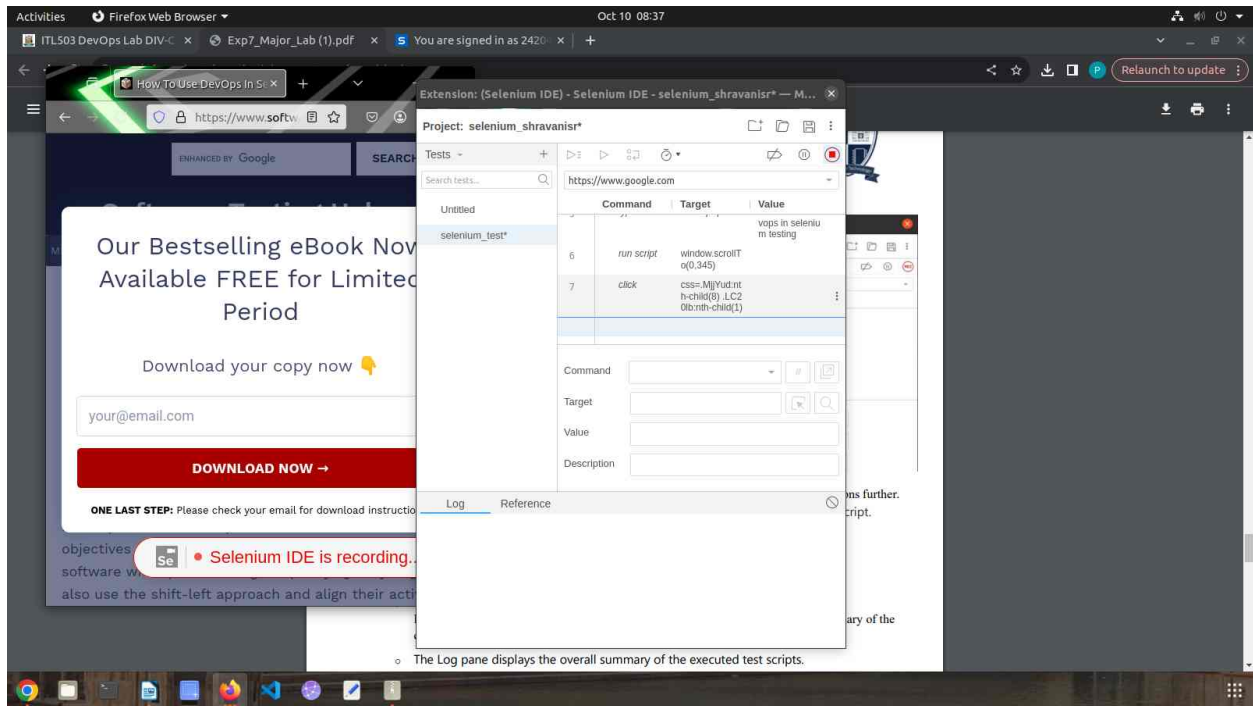 Activities
Firefox Web Browser
Oct 10 08:37
ITL503 DevOps Lab DIV-C
Exp7_Major_Lab (1).pdf
You are signed in as 2420
Relaunch to update
How To Use DevOps In Se
https://www.softw
ENHANCED BY Google
SEARCH
Our Bestselling eBook Now
Available FREE for Limited
Period
Download your copy now 👇
your@email.com
DOWNLOAD NOW →
ONE LAST STEP: Please check your email for download instructio
objectives
Selenium IDE is recording..
software w
also use the shift-left approach and align their acti
Extension: (Selenium IDE) - Selenium IDE - selenium_shravanisr* — M...
Project: selenium_shravanisr*
Tests
Search tests...
https://www.google.com
Untitled
selenium_test*
Command Target Value
vops in seleniu
m testing
6 run script window.scrollT
o(0,345)
7 click css=.MjjYud:nt
h-child(8) .LC2
0lb:nth-child(1)
Command
//
Target
Value
Description
Log Reference
ons further.
cript.
ary of the
The Log pane displays the overall summary of the executed test scripts.